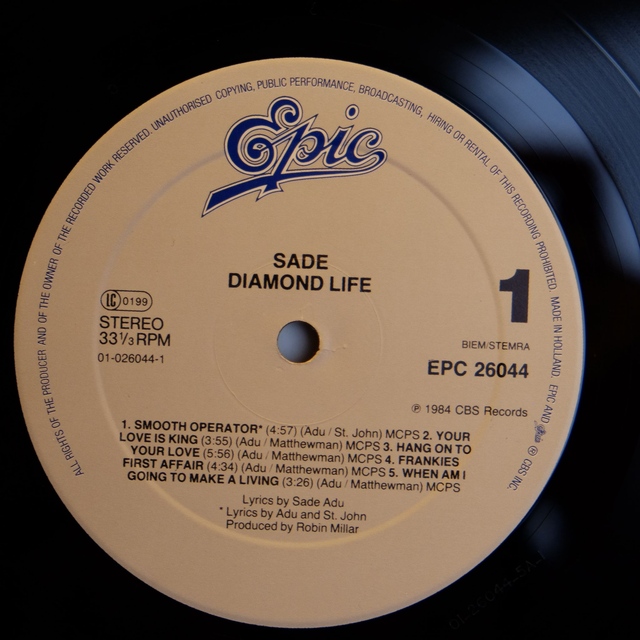 ALL RIGHTS OF THE PRODUCER AND OF THE OWNER OF THE RECORDED WORK RESERVED. UNAUTHORISED COPYING, PUBLIC PERFORMANCE, BROADCASTING, HIRING OR RENTAL OF THIS RECORDING PROHIBITED. MADE IN HOLLAND. EPIC AND ® CBS INC.
Epic
SADE
DIAMOND LIFE
1
LC 0199
STEREO
33 1/3 RPM
01-026044-1
BIEM/STEMRA
EPC 26044
℗ 1984 CBS Records
1. SMOOTH OPERATOR* (4:57) (Adu / St. John) MCPS 2. YOUR
LOVE IS KING (3:55) (Adu / Matthewman) MCPS 3. HANG ON TO
YOUR LOVE (5:56) (Adu / Matthewman) MCPS 4. FRANKIES
FIRST AFFAIR (4:34) (Adu / Matthewman) MCPS 5. WHEN AM I
GOING TO MAKE A LIVING (3:26) (Adu / Matthewman) MCPS
Lyrics by Sade Adu
* Lyrics by Adu and St. John
Produced by Robin Millar